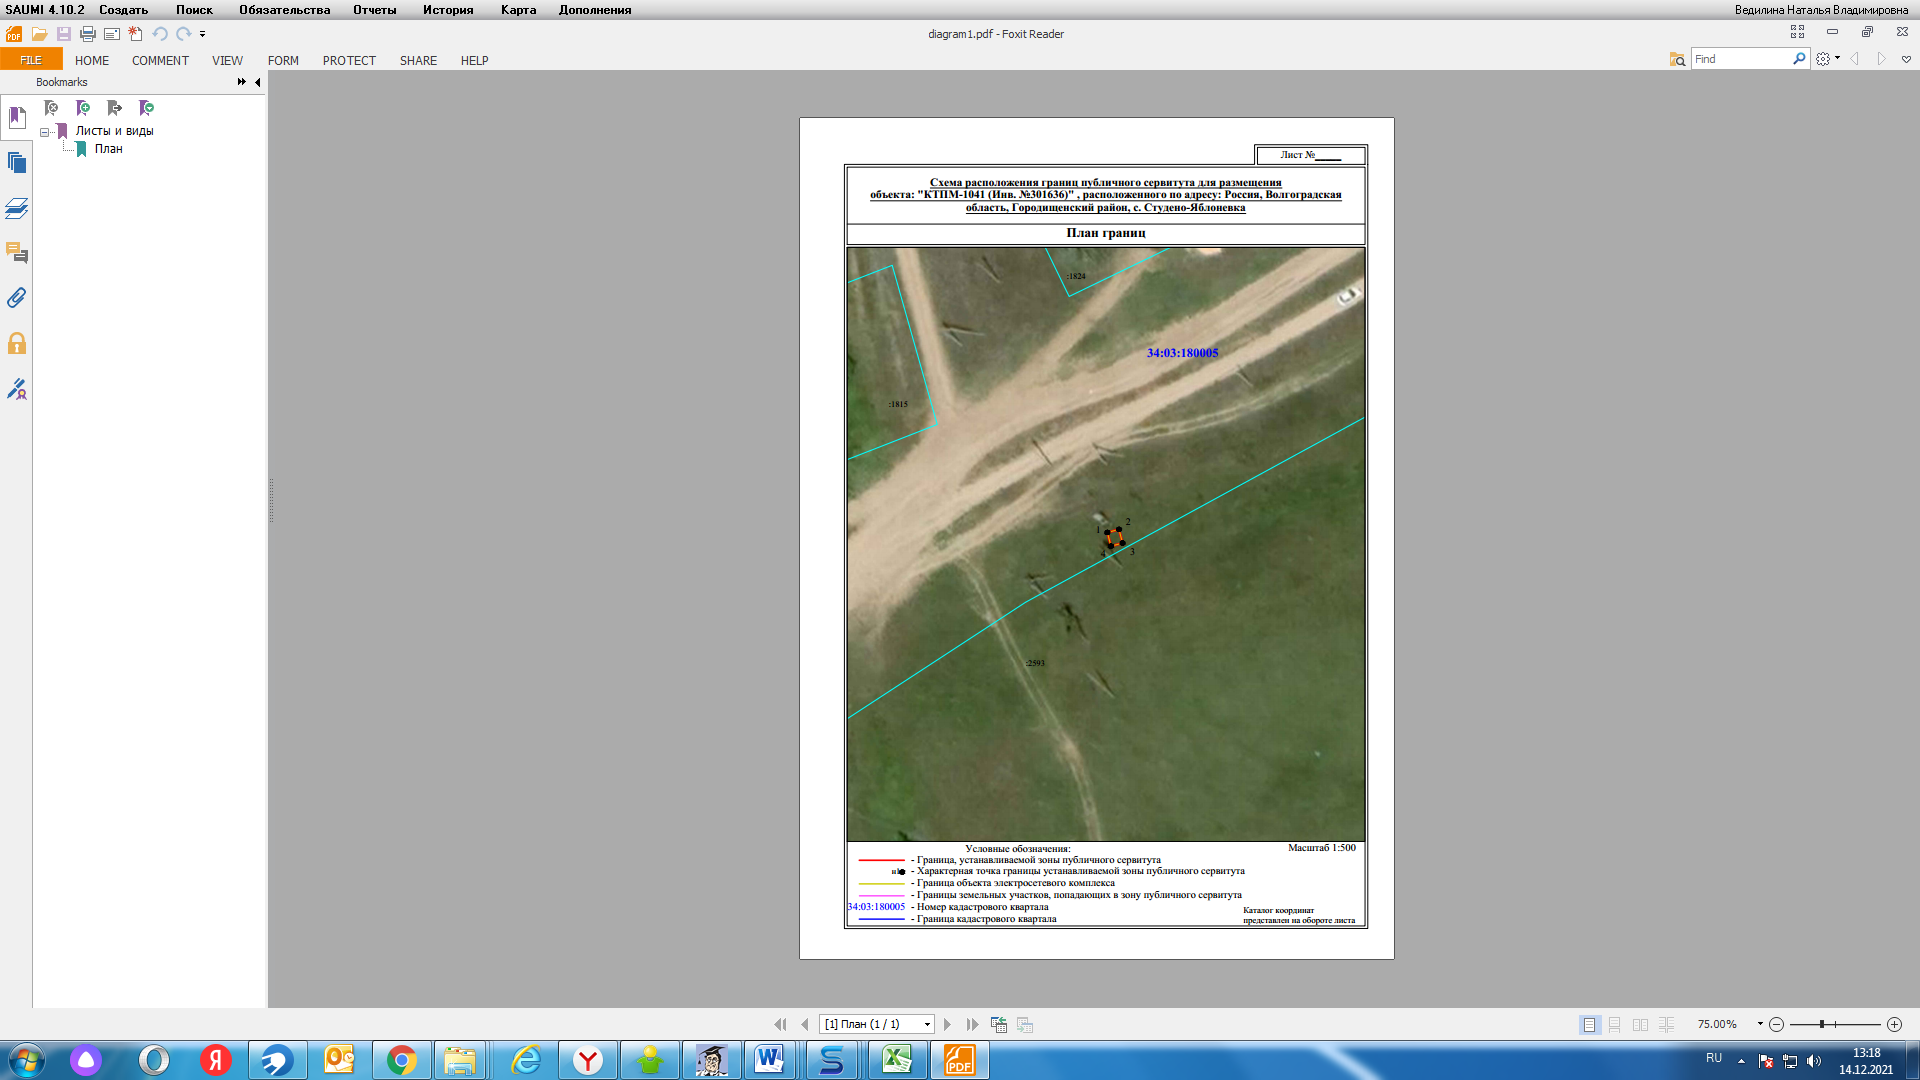 SAUMI 4.10.2 Создать Поиск Обязательства Отчеты История Карта Дополнения Ведилина Наталья Владимировна
diagram1.pdf - Foxit Reader
FILE HOME COMMENT VIEW FORM PROTECT SHARE HELP Find
Bookmarks
Листы и виды
План
Лист №_____
Схема расположения границ публичного сервитута для размещения
объекта: "КТПМ-1041 (Инв. №301636)" , расположенного по адресу: Россия, Волгоградская
область, Городищенский район, с. Студено-Яблоневка
План границ
:1824
34:03:180005
:1815
1 2
4 3
:2593
Условные обозначения: Масштаб 1:500
- Граница, устанавливаемой зоны публичного сервитута
- Характерная точка границы устанавливаемой зоны публичного сервитута
- Граница объекта электросетевого комплекса
- Границы земельных участков, попадающих в зону публичного сервитута
34:03:180005 - Номер кадастрового квартала
- Граница кадастрового квартала
Каталог координат
представлен на обороте листа
[1] План (1 / 1) 75.00%
RU 13:18
14.12.2021